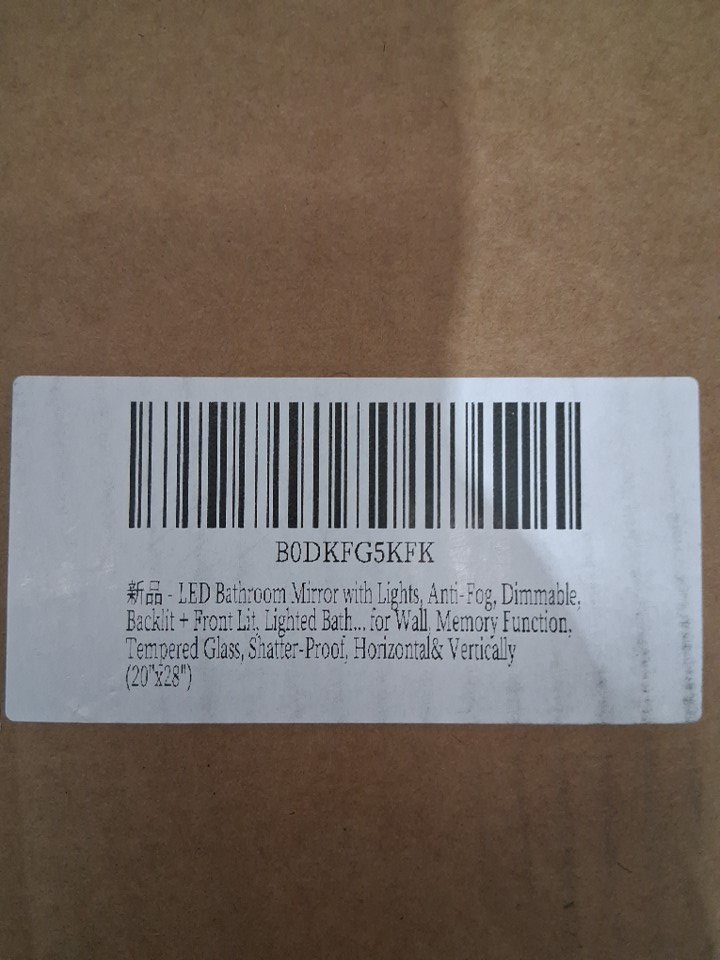 B0DKFG5KFK
新品 - LED Bathroom Mirror with Lights, Anti-Fog, Dimmable,
Backlit + Front Lit, Lighted Bath... for Wall, Memory Function,
Tempered Glass, Shatter-Proof, Horizontal& Vertically
(20"x28")